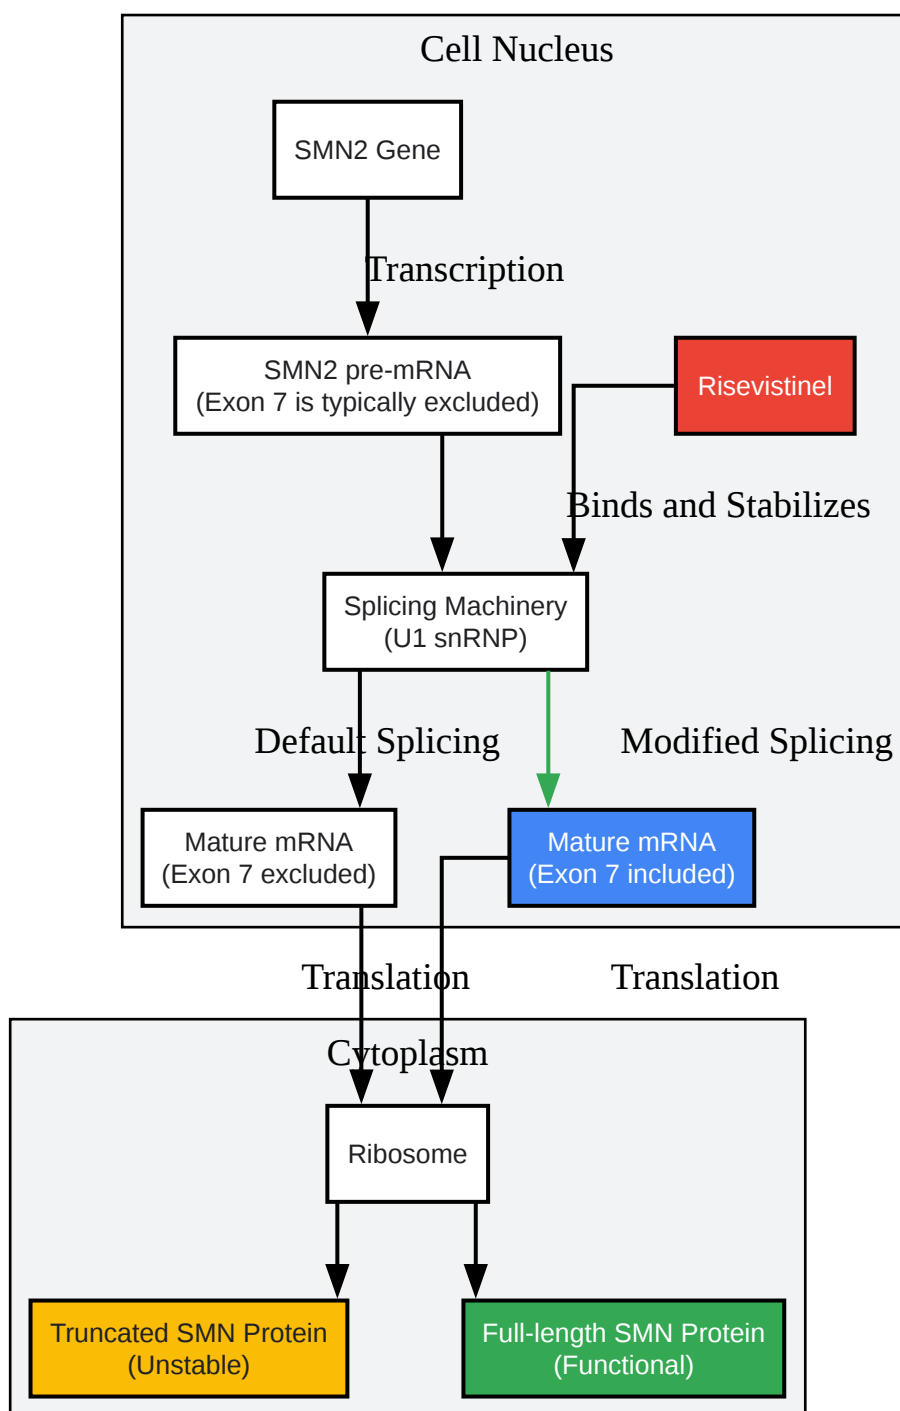 Cell Nucleus
SMN2 Gene
Transcription
SMN2 pre-mRNA
(Exon 7 is typically excluded)
Risevistinel
Binds and Stabilizes
Splicing Machinery
(U1 snRNP)
Default Splicing
Modified Splicing
Mature mRNA
(Exon 7 excluded)
Mature mRNA
(Exon 7 included)
Translation
Translation
Cytoplasm
Ribosome
Truncated SMN Protein
(Unstable)
Full-length SMN Protein
(Functional)